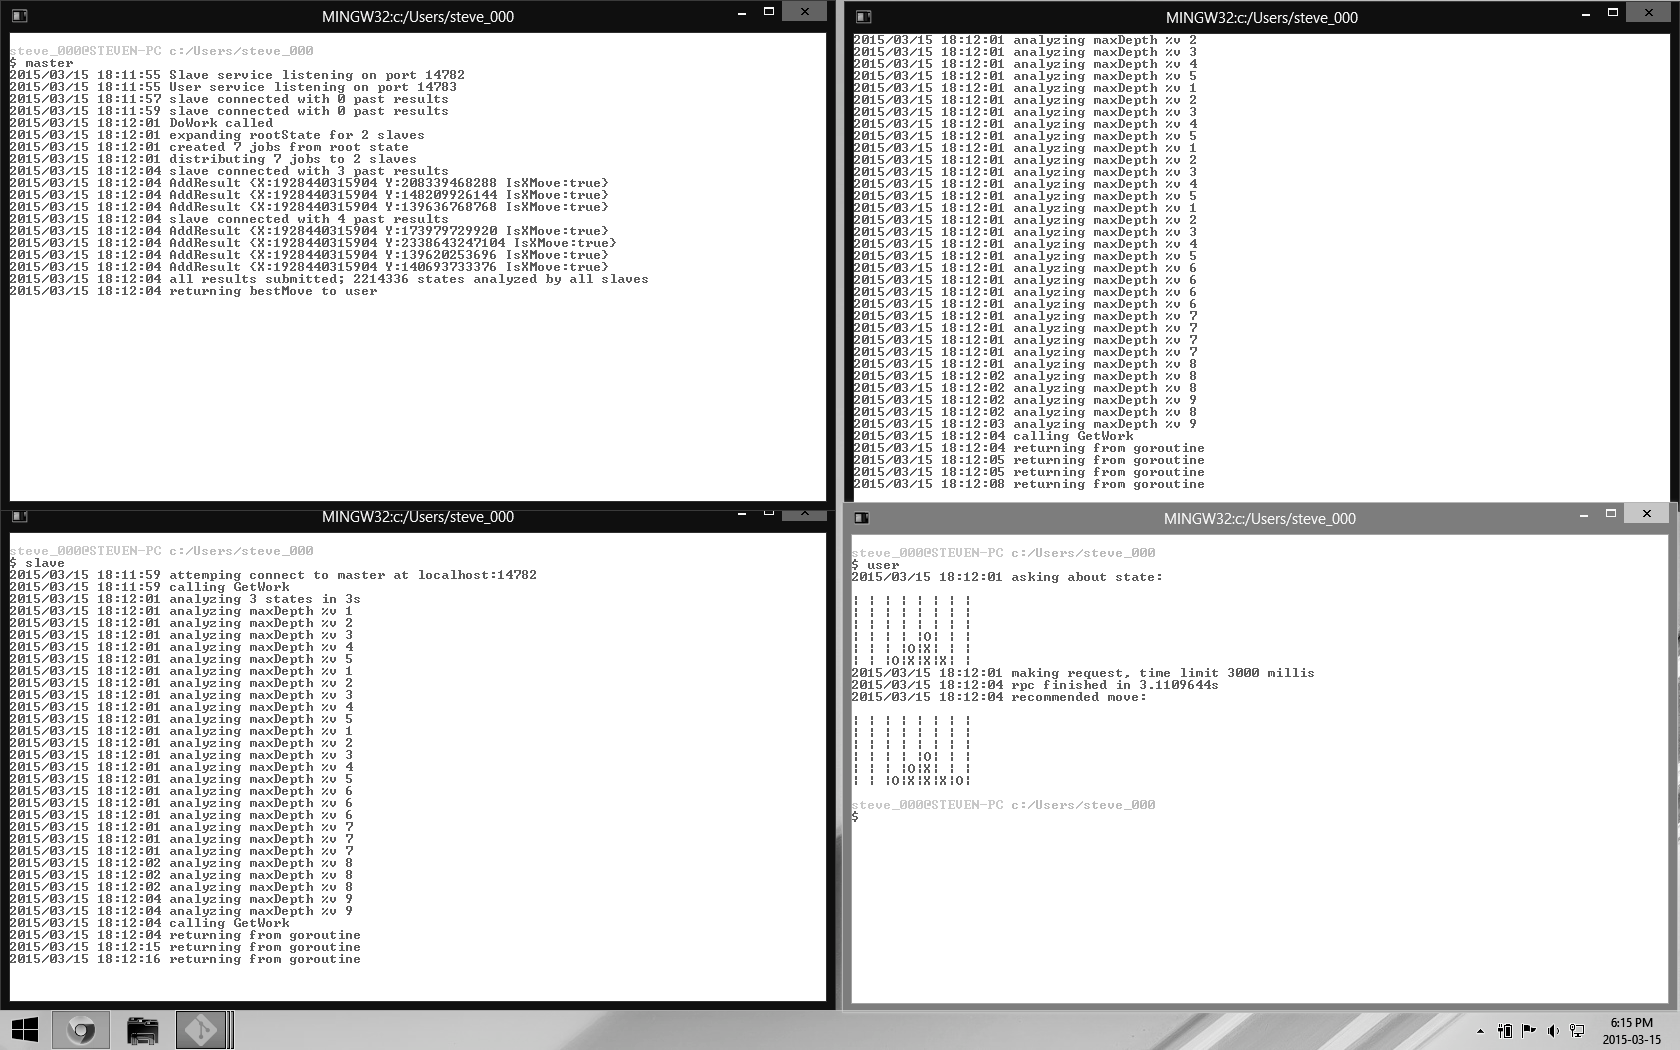 MINGW32:c:/Users/steve_000
steve_000@STEVEN-PC c:/Users/steve_000
$ master
2015/03/15 18:11:55 Slave service listening on port 14782
2015/03/15 18:11:55 User service listening on port 14783
2015/03/15 18:11:57 slave connected with 0 past results
2015/03/15 18:11:59 slave connected with 0 past results
2015/03/15 18:12:01 DoWork called
2015/03/15 18:12:01 expanding rootState for 2 slaves
2015/03/15 18:12:01 created 7 jobs from root state
2015/03/15 18:12:01 distributing 7 jobs to 2 slaves
2015/03/15 18:12:04 slave connected with 3 past results
2015/03/15 18:12:04 AddResult {X:1928440315904 Y:208339468288 IsXMove:true}
2015/03/15 18:12:04 AddResult {X:1928440315904 Y:148209926144 IsXMove:true}
2015/03/15 18:12:04 AddResult {X:1928440315904 Y:139636768768 IsXMove:true}
2015/03/15 18:12:04 slave connected with 4 past results
2015/03/15 18:12:04 AddResult {X:1928440315904 Y:173979729920 IsXMove:true}
2015/03/15 18:12:04 AddResult {X:1928440315904 Y:2338643247104 IsXMove:true}
2015/03/15 18:12:04 AddResult {X:1928440315904 Y:139620253696 IsXMove:true}
2015/03/15 18:12:04 AddResult {X:1928440315904 Y:140693733376 IsXMove:true}
2015/03/15 18:12:04 all results submitted; 2214336 states analyzed by all slaves
2015/03/15 18:12:04 returning bestMove to user
MINGW32:c:/Users/steve_000
2015/03/15 18:12:01 analyzing maxDepth %v 2
2015/03/15 18:12:01 analyzing maxDepth %v 3
2015/03/15 18:12:01 analyzing maxDepth %v 4
2015/03/15 18:12:01 analyzing maxDepth %v 5
2015/03/15 18:12:01 analyzing maxDepth %v 1
2015/03/15 18:12:01 analyzing maxDepth %v 2
2015/03/15 18:12:01 analyzing maxDepth %v 3
2015/03/15 18:12:01 analyzing maxDepth %v 4
2015/03/15 18:12:01 analyzing maxDepth %v 5
2015/03/15 18:12:01 analyzing maxDepth %v 1
2015/03/15 18:12:01 analyzing maxDepth %v 2
2015/03/15 18:12:01 analyzing maxDepth %v 3
2015/03/15 18:12:01 analyzing maxDepth %v 4
2015/03/15 18:12:01 analyzing maxDepth %v 5
2015/03/15 18:12:01 analyzing maxDepth %v 1
2015/03/15 18:12:01 analyzing maxDepth %v 2
2015/03/15 18:12:01 analyzing maxDepth %v 3
2015/03/15 18:12:01 analyzing maxDepth %v 4
2015/03/15 18:12:01 analyzing maxDepth %v 5
2015/03/15 18:12:01 analyzing maxDepth %v 6
2015/03/15 18:12:01 analyzing maxDepth %v 6
2015/03/15 18:12:01 analyzing maxDepth %v 6
2015/03/15 18:12:01 analyzing maxDepth %v 6
2015/03/15 18:12:01 analyzing maxDepth %v 7
2015/03/15 18:12:01 analyzing maxDepth %v 7
2015/03/15 18:12:01 analyzing maxDepth %v 7
2015/03/15 18:12:01 analyzing maxDepth %v 7
2015/03/15 18:12:01 analyzing maxDepth %v 8
2015/03/15 18:12:02 analyzing maxDepth %v 8
2015/03/15 18:12:02 analyzing maxDepth %v 8
2015/03/15 18:12:02 analyzing maxDepth %v 9
2015/03/15 18:12:02 analyzing maxDepth %v 8
2015/03/15 18:12:03 analyzing maxDepth %v 9
2015/03/15 18:12:04 calling GetWork
2015/03/15 18:12:04 returning from goroutine
2015/03/15 18:12:05 returning from goroutine
2015/03/15 18:12:05 returning from goroutine
2015/03/15 18:12:08 returning from goroutine
MINGW32:c:/Users/steve_000
steve_000@STEVEN-PC c:/Users/steve_000
$ slave
2015/03/15 18:11:59 attemping connect to master at localhost:14782
2015/03/15 18:11:59 calling GetWork
2015/03/15 18:12:01 analyzing 3 states in 3s
2015/03/15 18:12:01 analyzing maxDepth %v 1
2015/03/15 18:12:01 analyzing maxDepth %v 2
2015/03/15 18:12:01 analyzing maxDepth %v 3
2015/03/15 18:12:01 analyzing maxDepth %v 4
2015/03/15 18:12:01 analyzing maxDepth %v 5
2015/03/15 18:12:01 analyzing maxDepth %v 1
2015/03/15 18:12:01 analyzing maxDepth %v 2
2015/03/15 18:12:01 analyzing maxDepth %v 3
2015/03/15 18:12:01 analyzing maxDepth %v 4
2015/03/15 18:12:01 analyzing maxDepth %v 5
2015/03/15 18:12:01 analyzing maxDepth %v 1
2015/03/15 18:12:01 analyzing maxDepth %v 2
2015/03/15 18:12:01 analyzing maxDepth %v 3
2015/03/15 18:12:01 analyzing maxDepth %v 4
2015/03/15 18:12:01 analyzing maxDepth %v 5
2015/03/15 18:12:01 analyzing maxDepth %v 6
2015/03/15 18:12:01 analyzing maxDepth %v 6
2015/03/15 18:12:01 analyzing maxDepth %v 6
2015/03/15 18:12:01 analyzing maxDepth %v 7
2015/03/15 18:12:01 analyzing maxDepth %v 7
2015/03/15 18:12:01 analyzing maxDepth %v 7
2015/03/15 18:12:02 analyzing maxDepth %v 8
2015/03/15 18:12:02 analyzing maxDepth %v 8
2015/03/15 18:12:02 analyzing maxDepth %v 8
2015/03/15 18:12:04 analyzing maxDepth %v 9
2015/03/15 18:12:04 analyzing maxDepth %v 9
2015/03/15 18:12:04 calling GetWork
2015/03/15 18:12:04 returning from goroutine
2015/03/15 18:12:15 returning from goroutine
2015/03/15 18:12:16 returning from goroutine
MINGW32:c:/Users/steve_000
steve_000@STEVEN-PC c:/Users/steve_000
$ user
2015/03/15 18:12:01 asking about state:
| | | | | | | |
| | | | | | | |
| | | | | | | |
| | | | |O| | |
| | | |O|X| | |
| | |O|X|X|X| |
2015/03/15 18:12:01 making request, time limit 3000 millis
2015/03/15 18:12:04 rpc finished in 3.1109644s
2015/03/15 18:12:04 recommended move:
| | | | | | | |
| | | | | | | |
| | | | | | | |
| | | | |O| | |
| | | |O|X| | |
| | |O|X|X|X|O|
steve_000@STEVEN-PC c:/Users/steve_000
$
6:15 PM
2015-03-15